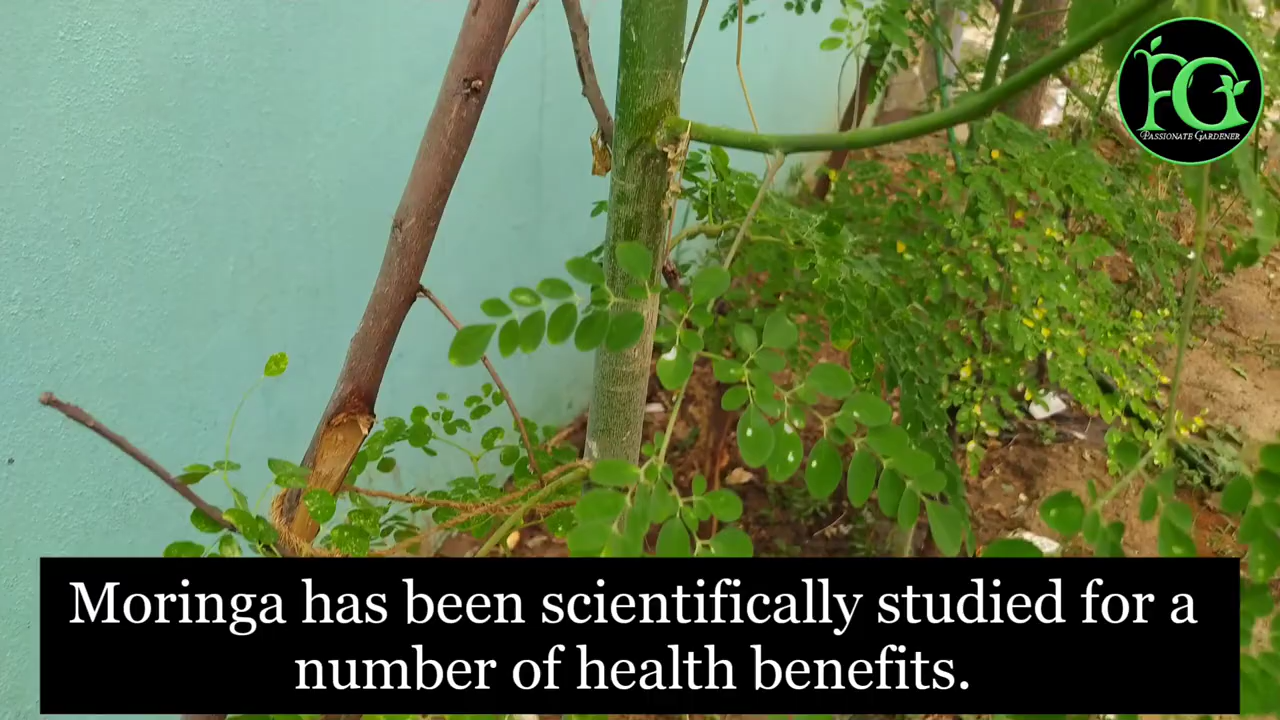 FG
PASSIONATE GARDENER
Moringa has been scientifically studied for a
number of health benefits.